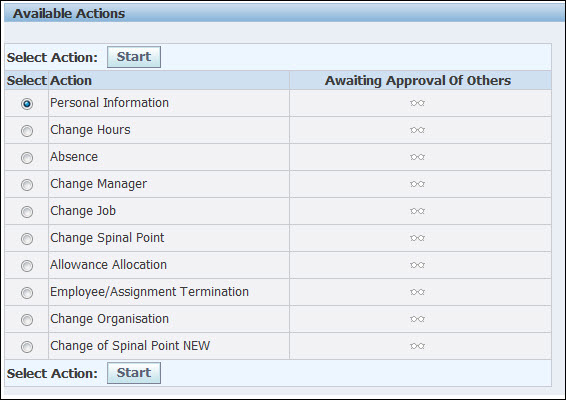 Available Actions
Select Action: Start
Select Action Awaiting Approval Of Others
Personal Information
Change Hours
Absence
Change Manager
Change Job
Change Spinal Point
Allowance Allocation
Employee/Assignment Termination
Change Organisation
Change of Spinal Point NEW
Select Action: Start